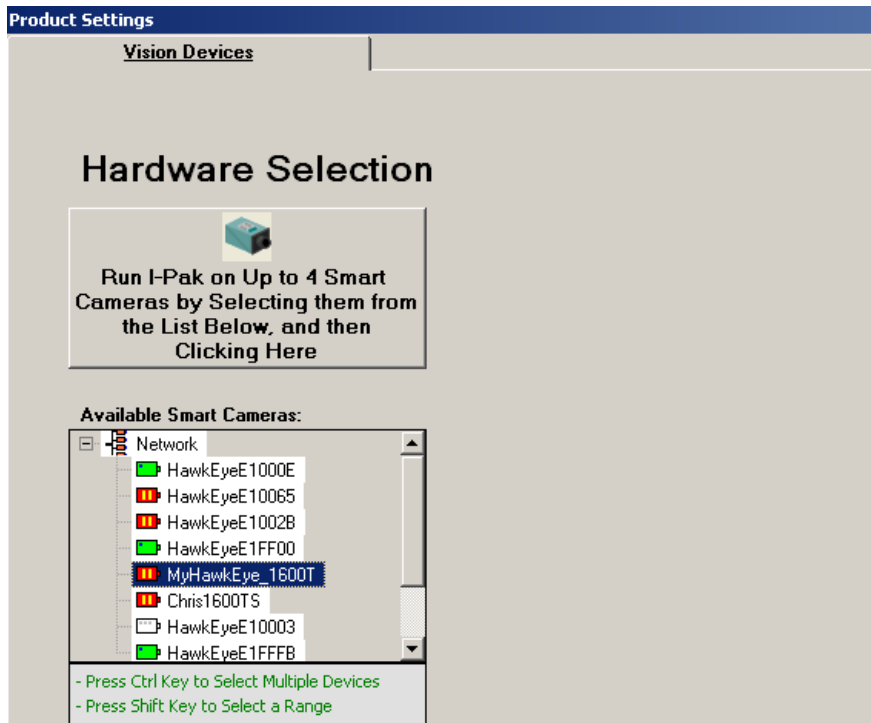 Product Settings
Vision Devices
Hardware Selection
Run I-Pak on Up to 4 Smart
Cameras by Selecting them from
the List Below, and then
Clicking Here
Available Smart Cameras:
Network
HawkEyeE1000E
HawkEyeE10065
HawkEyeE1002B
HawkEyeE1FF00
MyHawkEye_1600T
Chris1600TS
HawkEyeE10003
HawkEyeE1FFFB
- Press Ctrl Key to Select Multiple Devices
- Press Shift Key to Select a Range